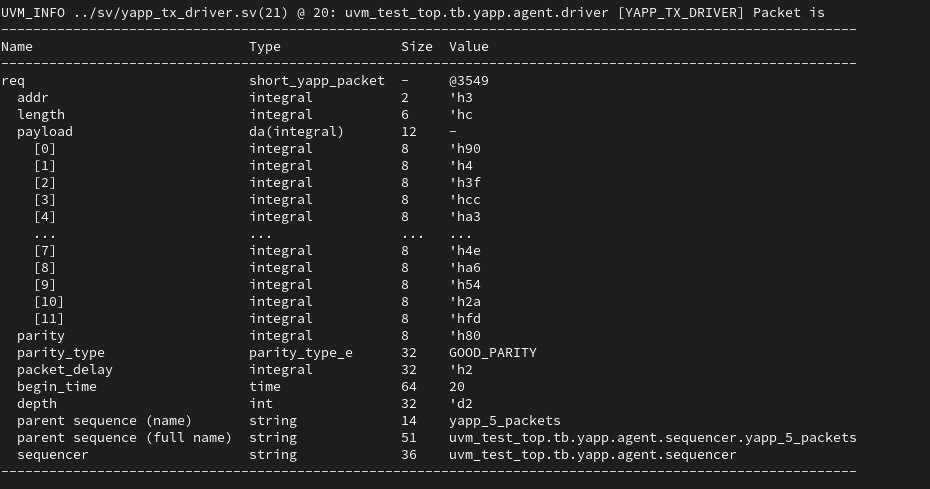 UVM_INFO ../sv/yapp_tx_driver.sv(21) @ 20: uvm_test_top.tb.yapp.agent.driver [YAPP_TX_DRIVER] Packet is
-----------------------------------------------------------------------------------------------------
Name                         Type               Size  Value
-----------------------------------------------------------------------------------------------------
req                          short_yapp_packet  -     @3549
  addr                       integral           2     'h3
  length                     integral           6     'hc
  payload                    da(integral)       12    -
    [0]                      integral           8     'h90
    [1]                      integral           8     'h4
    [2]                      integral           8     'h3f
    [3]                      integral           8     'hcc
    [4]                      integral           8     'ha3
    ...                      ...                ...   ...
    [7]                      integral           8     'h4e
    [8]                      integral           8     'ha6
    [9]                      integral           8     'h54
    [10]                     integral           8     'h2a
    [11]                     integral           8     'hfd
  parity                     integral           8     'h80
  parity_type                parity_type_e      32    GOOD_PARITY
  packet_delay               integral           32    'h2
  begin_time                 time               64    20
  depth                      int                32    'd2
  parent sequence (name)     string             14    yapp_5_packets
  parent sequence (full name)  string           51    uvm_test_top.tb.yapp.agent.sequencer.yapp_5_packets
  sequencer                  string             36    uvm_test_top.tb.yapp.agent.sequencer
-----------------------------------------------------------------------------------------------------